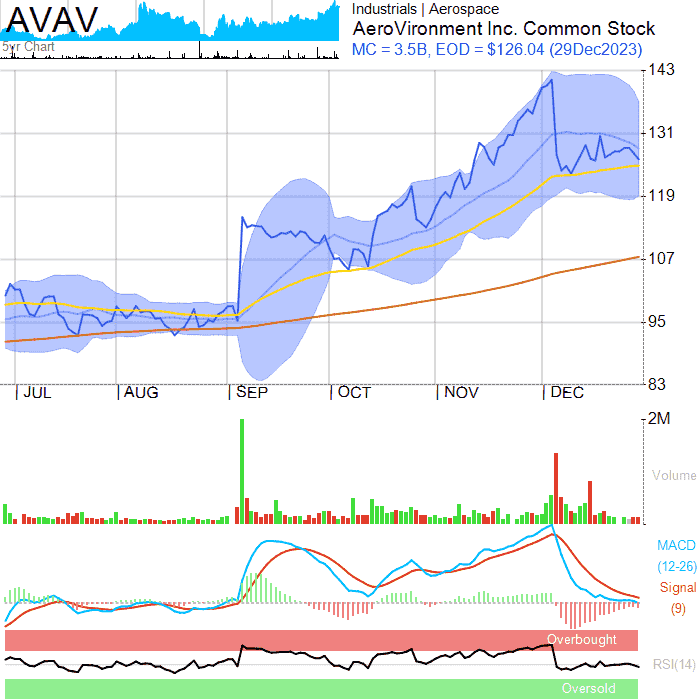 AVAV
5yr Chart
Industrials | Aerospace
AeroVironment Inc. Common Stock
MC = 3.5B, EOD = $126.04 (29Dec2023)
143
131
119
107
95
83
JUL
AUG
SEP
OCT
NOV
DEC
2M
Volume
MACD
(12-26)
Signal
(9)
Overbought
RSI(14)
Oversold